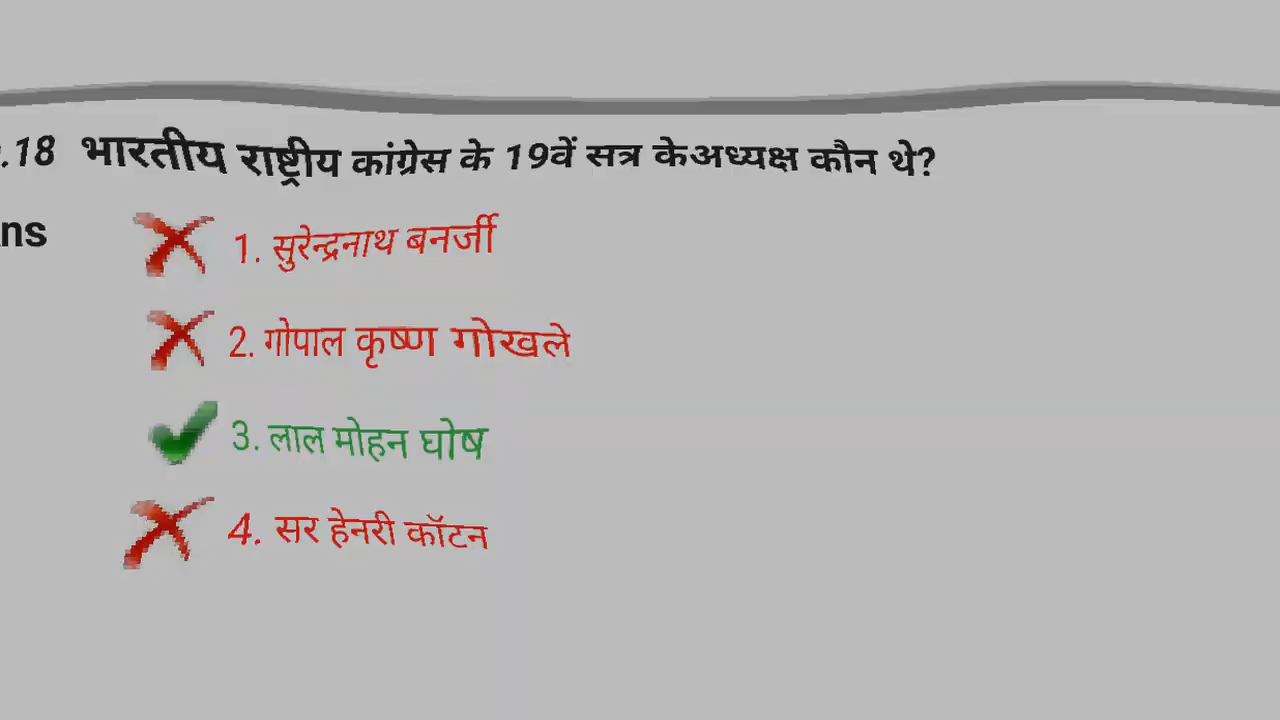 .18 भारतीय राष्ट्रीय कांग्रेस के 19वें सत्र केअध्यक्ष कौन थे?
ns
1. सुरेन्द्रनाथ बनर्जी
2. गोपाल कृष्ण गोखले
3. लाल मोहन घोष
4. सर हेनरी कॉटन